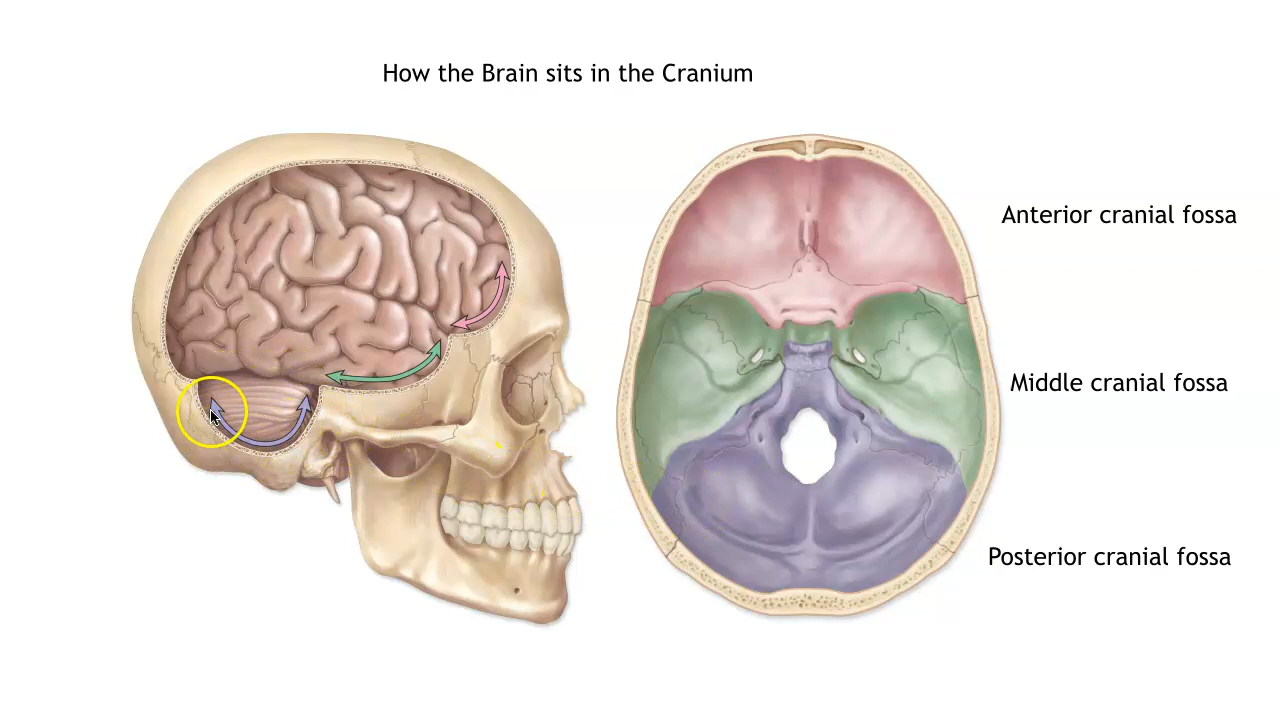 How the Brain sits in the Cranium
Anterior cranial fossa
Middle cranial fossa
Posterior cranial fossa